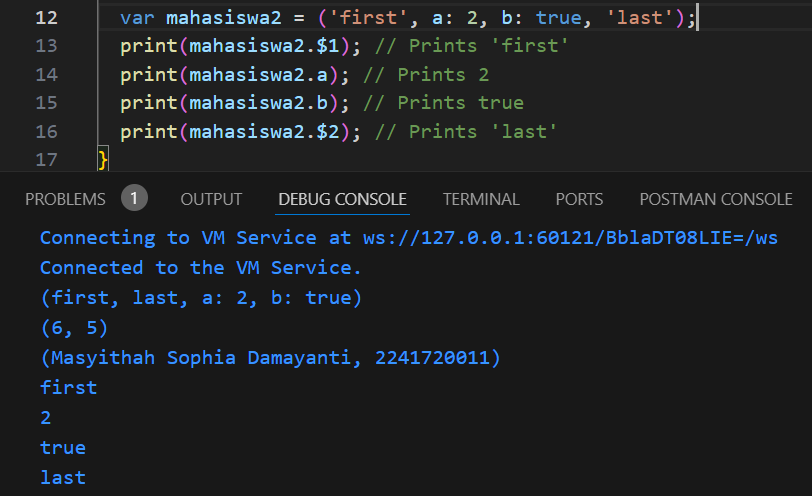 12 var mahasiswa2 = ('first', a: 2, b: true, 'last');
13 print(mahasiswa2.$1); // Prints 'first'
14 print(mahasiswa2.a); // Prints 2
15 print(mahasiswa2.b); // Prints true
16 print(mahasiswa2.$2); // Prints 'last'
17 }
PROBLEMS 1 OUTPUT DEBUG CONSOLE TERMINAL PORTS POSTMAN CONSOLE
Connecting to VM Service at ws://127.0.0.1:60121/BblaDT08LIE=/ws
Connected to the VM Service.
(first, last, a: 2, b: true)
(6, 5)
(Masyithah Sophia Damayanti, 2241720011)
first
2
true
last